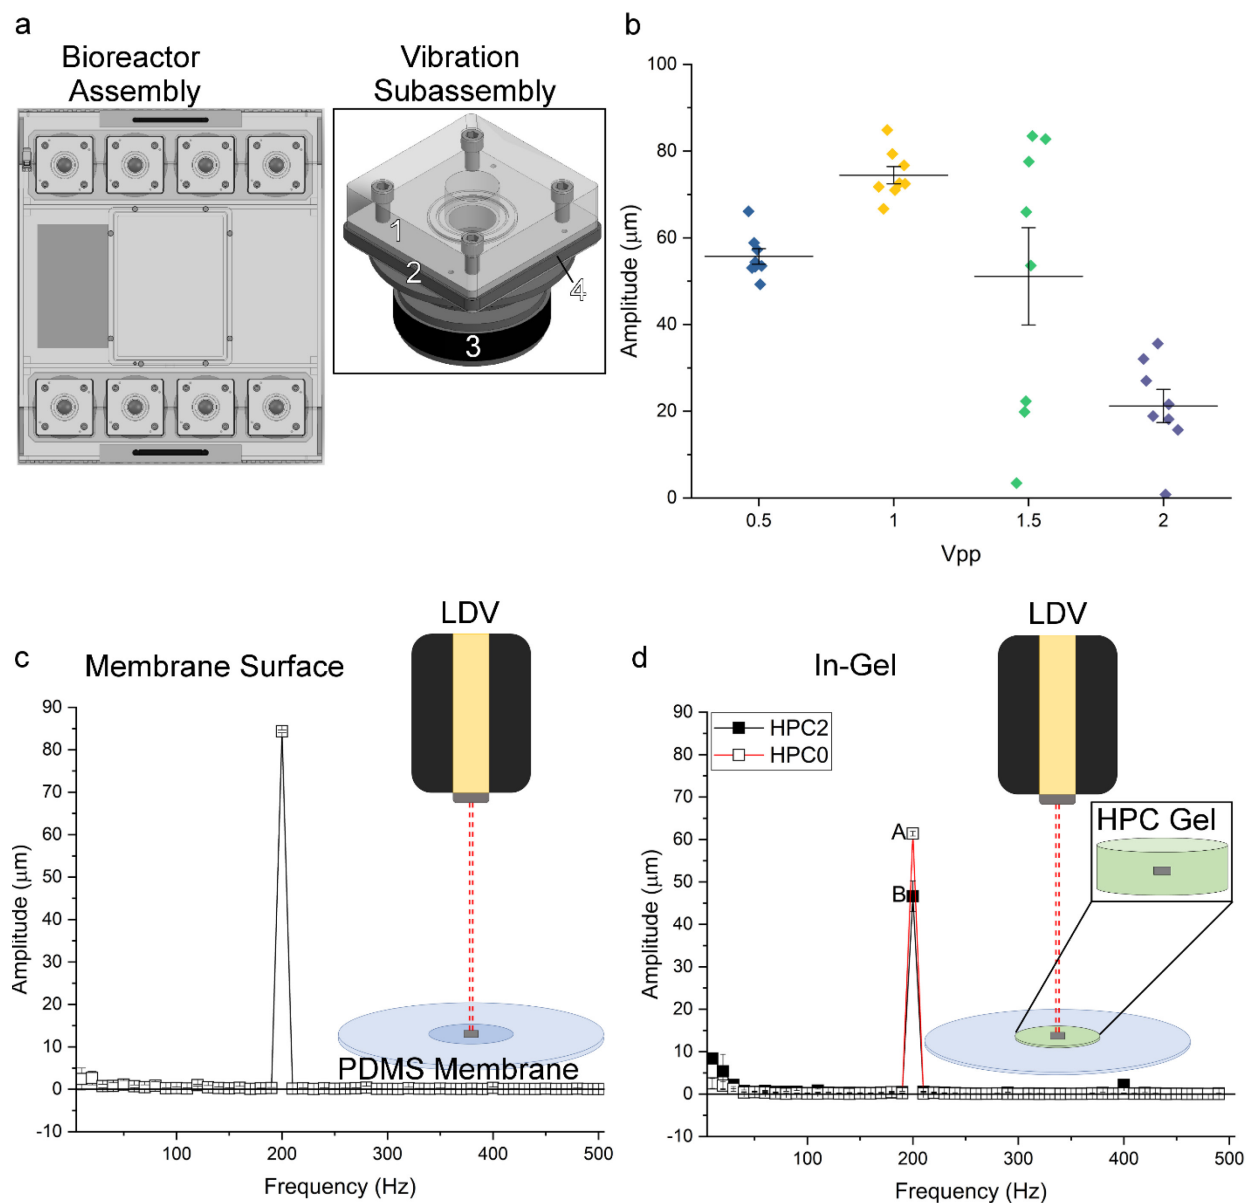 a
Bioreactor
Assembly
Vibration
Subassembly
1
2
3
4
b
100
80
60
40
20
0
Amplitude (μm)
0.5
1
1.5
2
Vpp
c
Membrane Surface
LDV
90
80
70
60
50
40
30
20
10
0
-10
Amplitude (μm)
PDMS Membrane
100
200
300
400
500
Frequency (Hz)
d
In-Gel
LDV
HPC2
HPC0
HPC Gel
A
B
90
80
70
60
50
40
30
20
10
0
-10
Amplitude (μm)
100
200
300
400
500
Frequency (Hz)